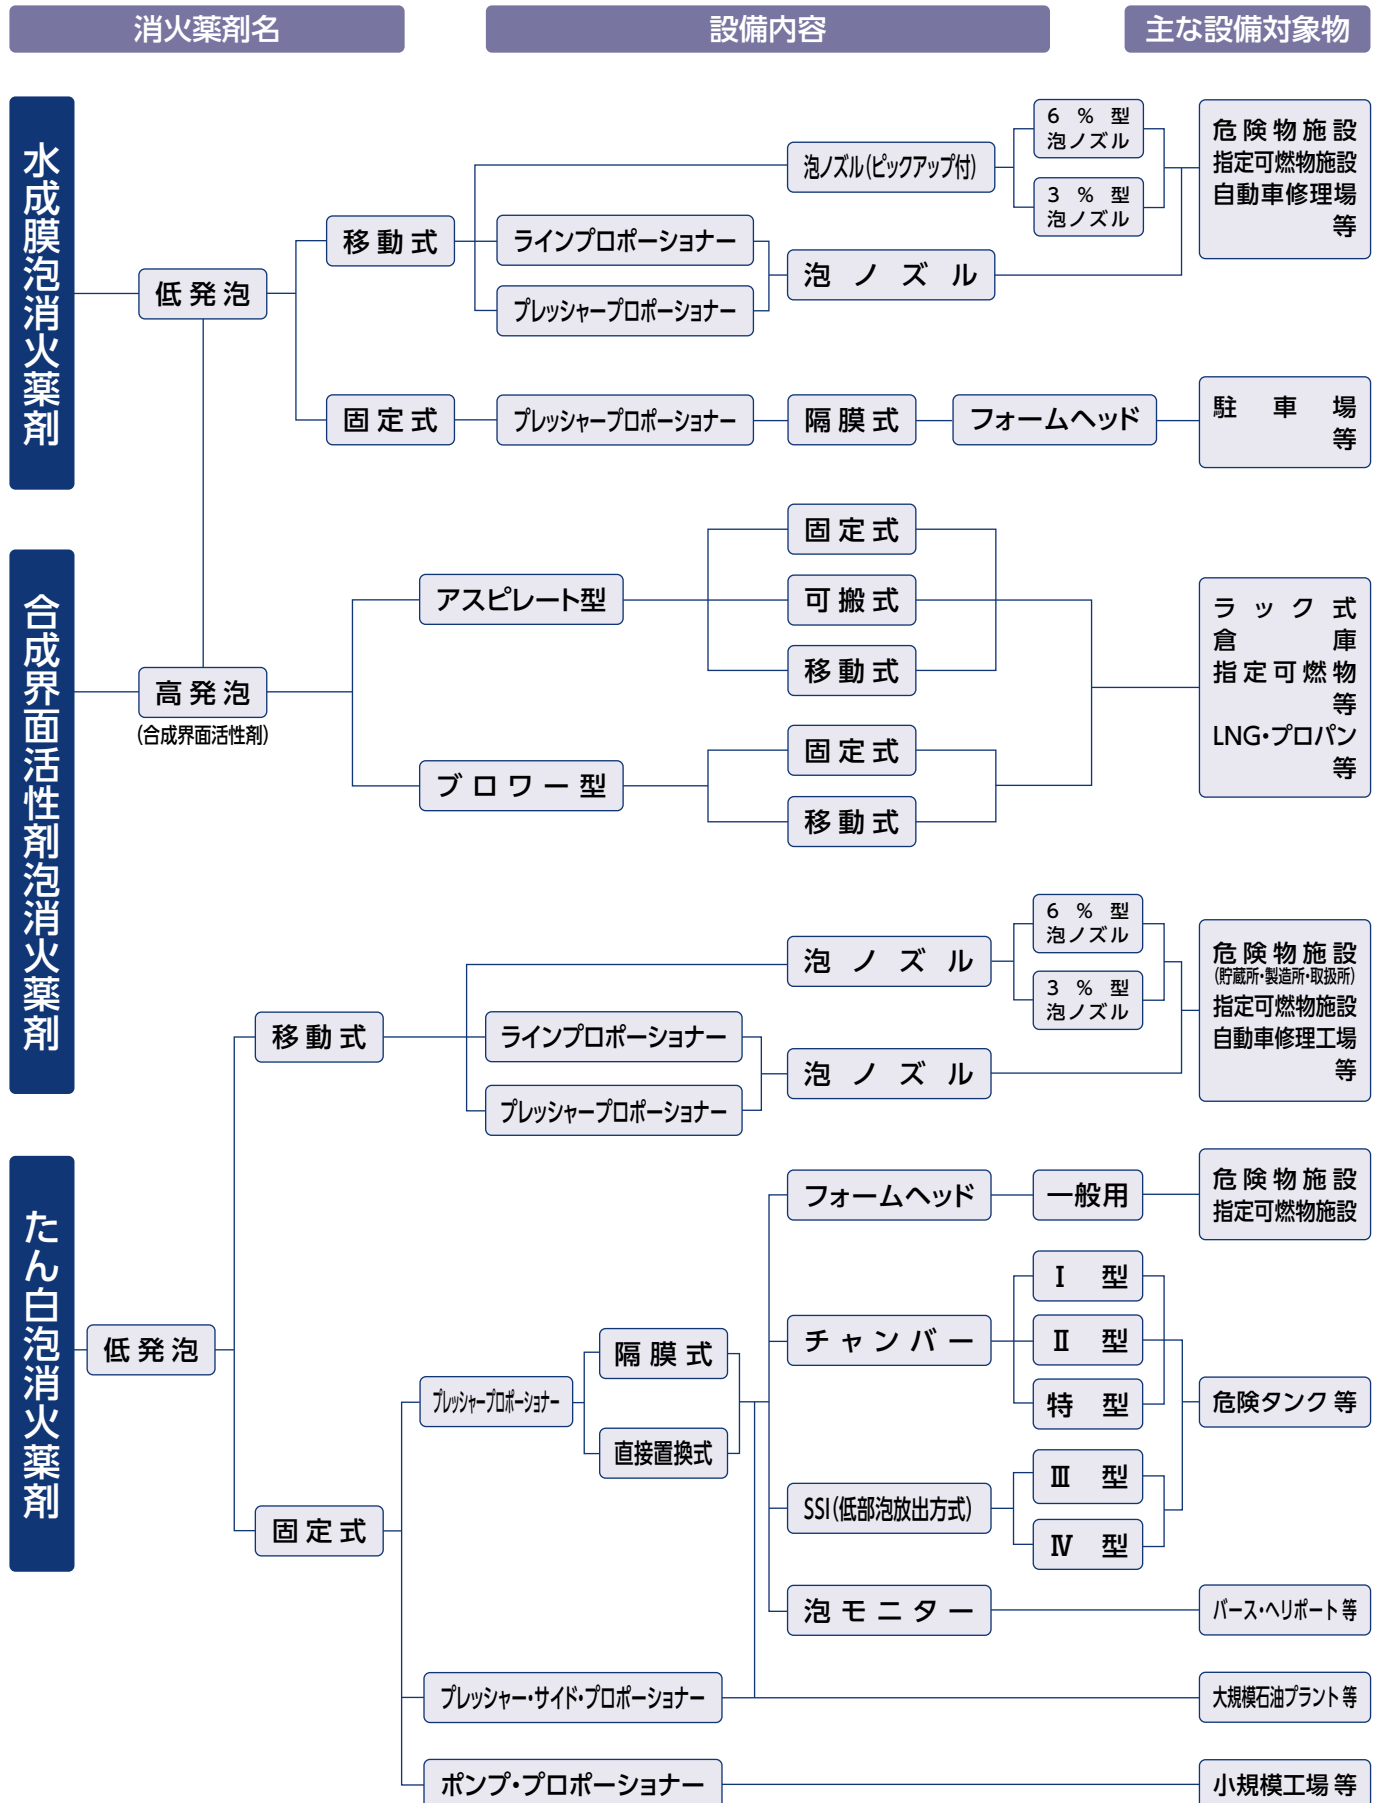 消火薬剤名
設備内容
主な設備対象物
水成膜泡消火薬剤
低発泡
移動式
泡ノズル(ピックアップ付)
6%型
泡ノズル
3%型
泡ノズル
ラインプロポーショナー
プレッシャープロポーショナー
泡ノズル
危険物施設
指定可燃物施設
自動車修理場
等
固定式
プレッシャープロポーショナー
隔膜式
フォームヘッド
駐車場
等
合成界面活性剤泡消火薬剤
高発泡
(合成界面活性剤)
アスピレート型
固定式
可搬式
移動式
ブロワー型
固定式
移動式
ラック式
倉庫
指定可燃物
等
LNG・プロパン
等
たん白泡消火薬剤
低発泡
移動式
泡ノズル
6%型
泡ノズル
3%型
泡ノズル
ラインプロポーショナー
プレッシャープロポーショナー
泡ノズル
危険物施設
(貯蔵所・製造所・取扱所)
指定可燃物施設
自動車修理工場
等
固定式
プレッシャープロポーショナー
隔膜式
直接置換式
フォームヘッド
一般用
危険物施設
指定可燃物施設
チャンバー
Ⅰ型
Ⅱ型
特型
SSI(低部泡放出方式)
Ⅲ型
Ⅳ型
危険タンク等
泡モニター
バース・ヘリポート等
プレッシャー・サイド・プロポーショナー
大規模石油プラント等
ポンプ・プロポーショナー
小規模工場等